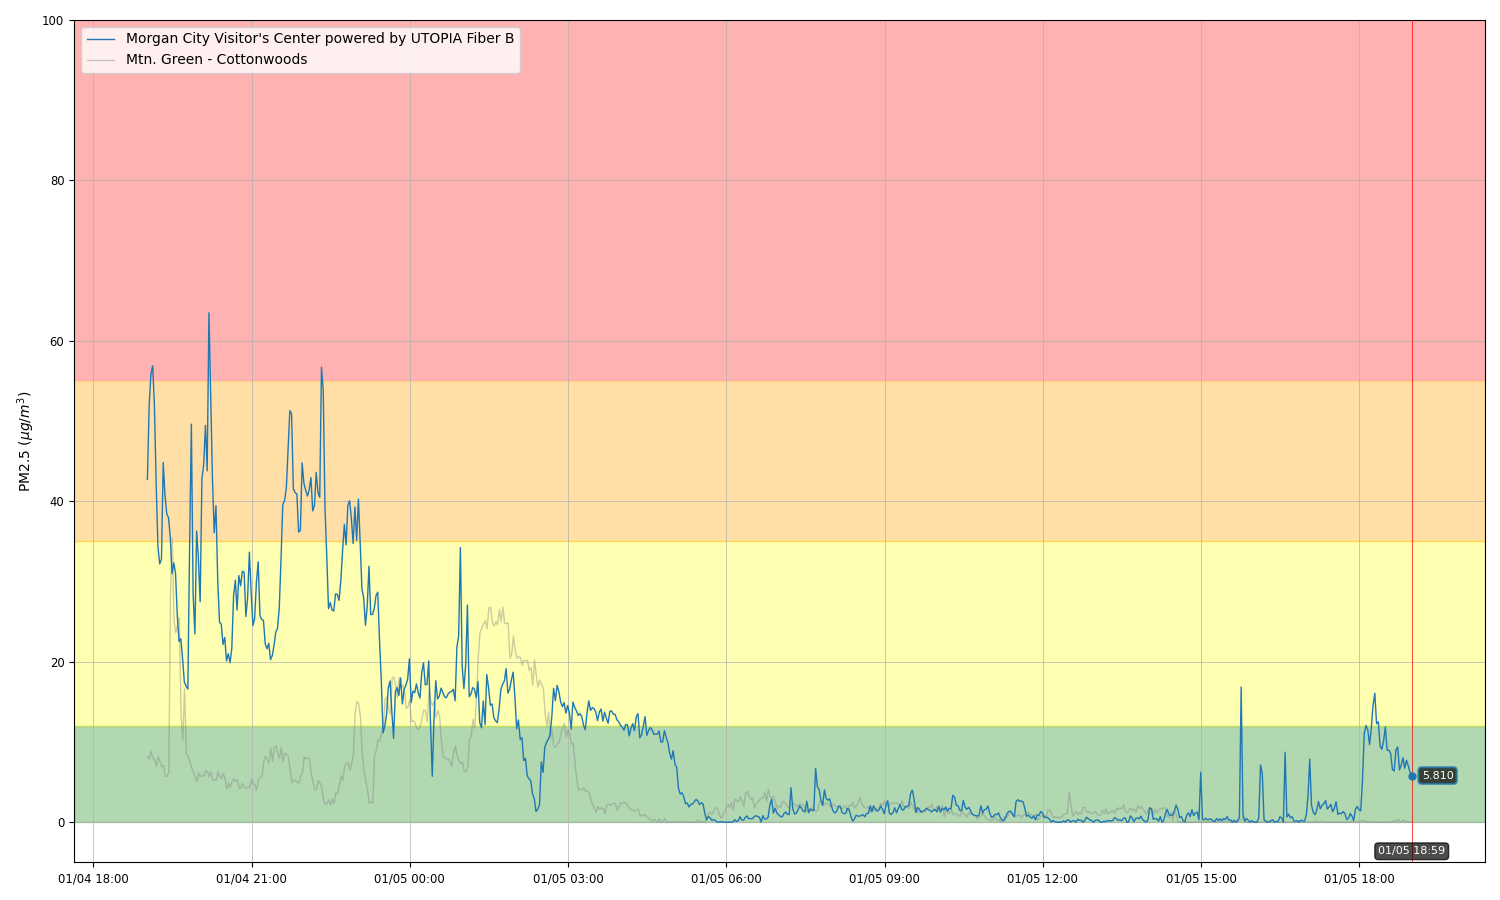 100
Morgan City Visitor's Center powered by UTOPIA Fiber B
Mtn. Green - Cottonwoods
80
60
PM2.5 (μg/m³)
40
20
5.810
0
01/05 18:59
01/04 18:00 01/04 21:00 01/05 00:00 01/05 03:00 01/05 06:00 01/05 09:00 01/05 12:00 01/05 15:00 01/05 18:00